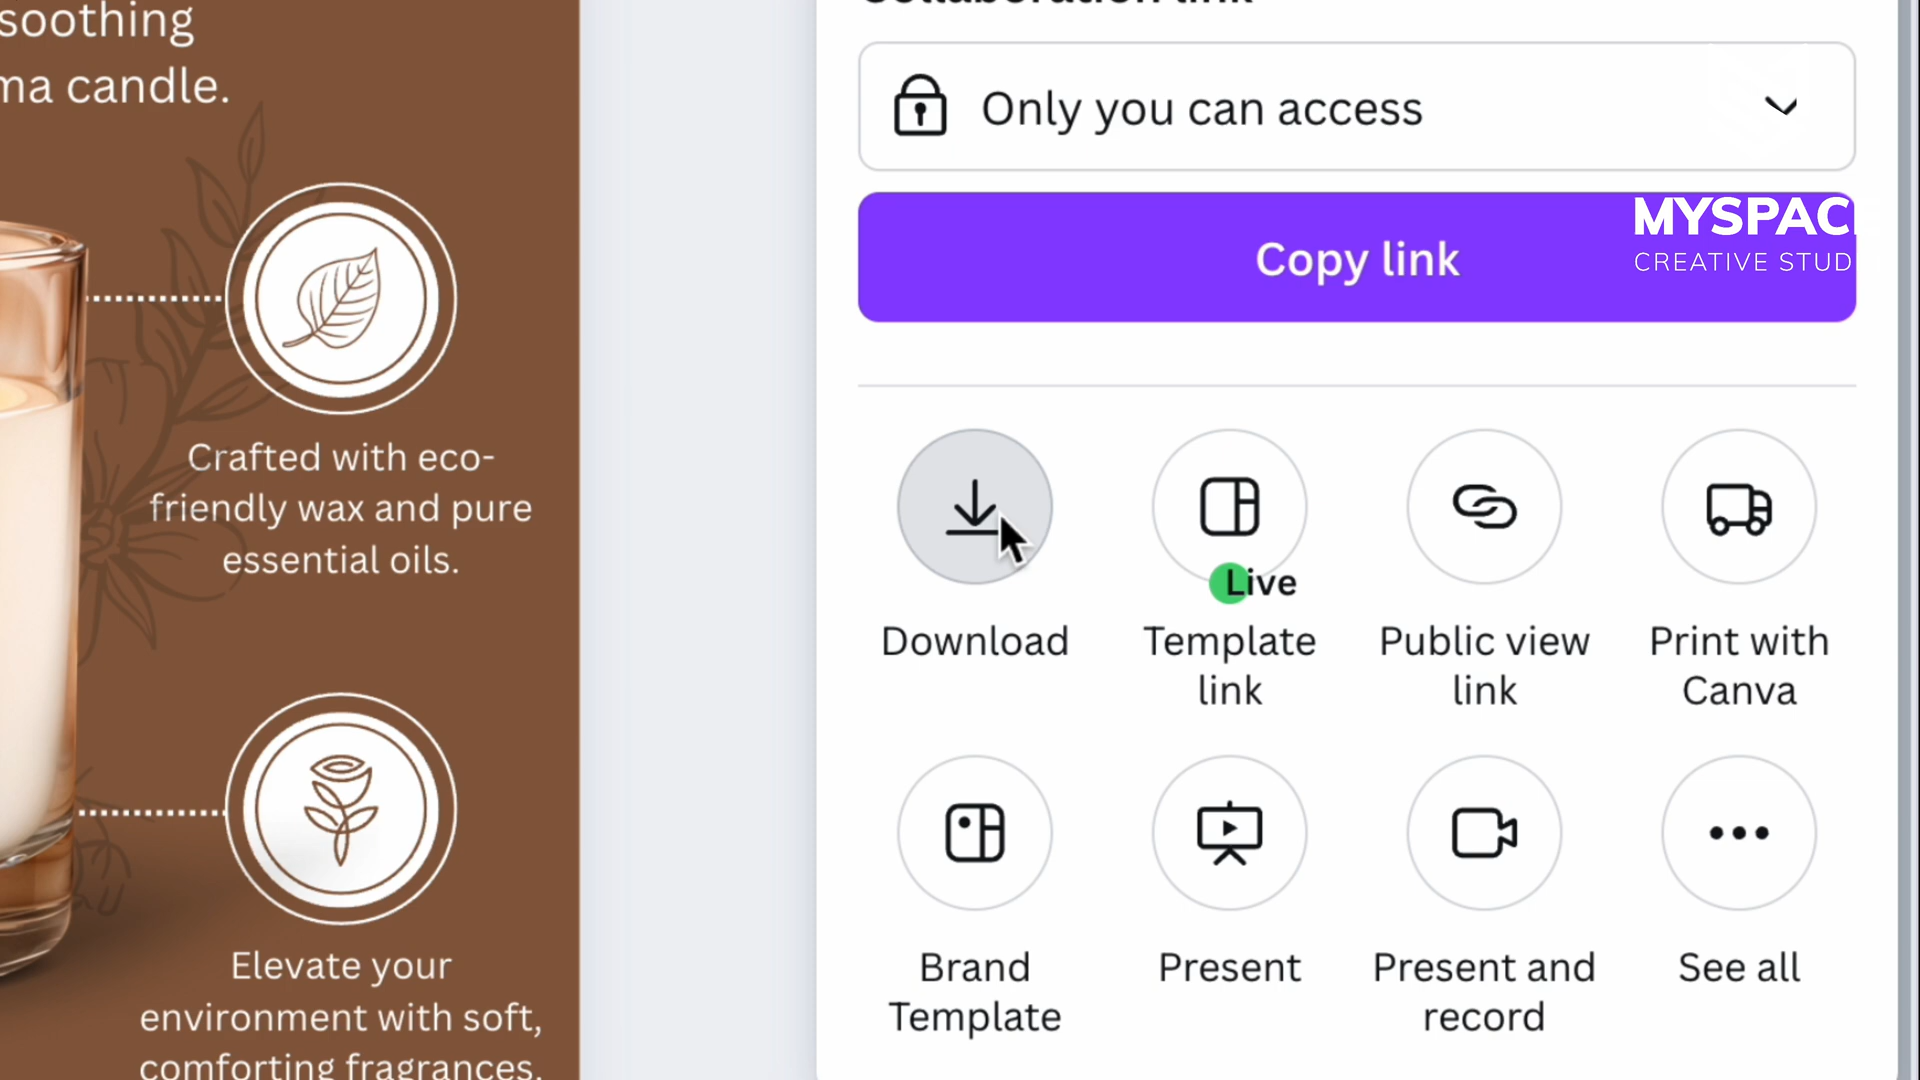 soothing
ma candle.
Crafted with eco-
friendly wax and pure
essential oils.
Elevate your
environment with soft,
comforting fragrances.
Collaboration link
Only you can access
Copy link
MYSPAC
CREATIVE STUD
Live
Download
Template
link
Public view
link
Print with
Canva
Brand
Template
Present
Present and
record
See all